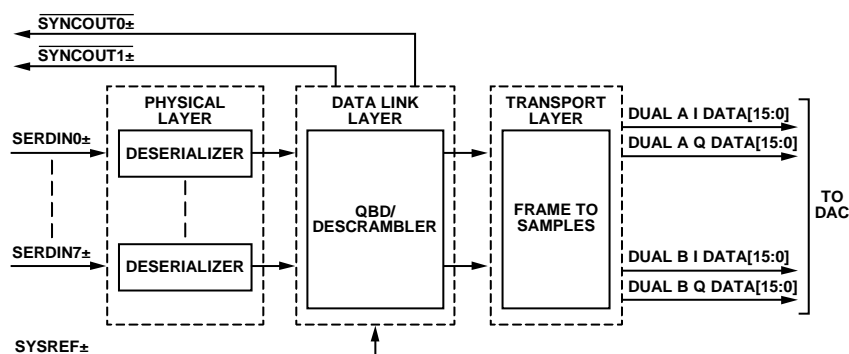 SYNCOUT0±
SYNCOUT1±
PHYSICAL
LAYER
DATA LINK
LAYER
TRANSPORT
LAYER
SERDIN0±
DESERIALIZER
QBD/
DESCRAMBLER
FRAME TO
SAMPLES
DUAL A I DATA[15:0]
DUAL A Q DATA[15:0]
TO
DAC
SERDIN7±
DESERIALIZER
DUAL B I DATA[15:0]
DUAL B Q DATA[15:0]
SYSREF±